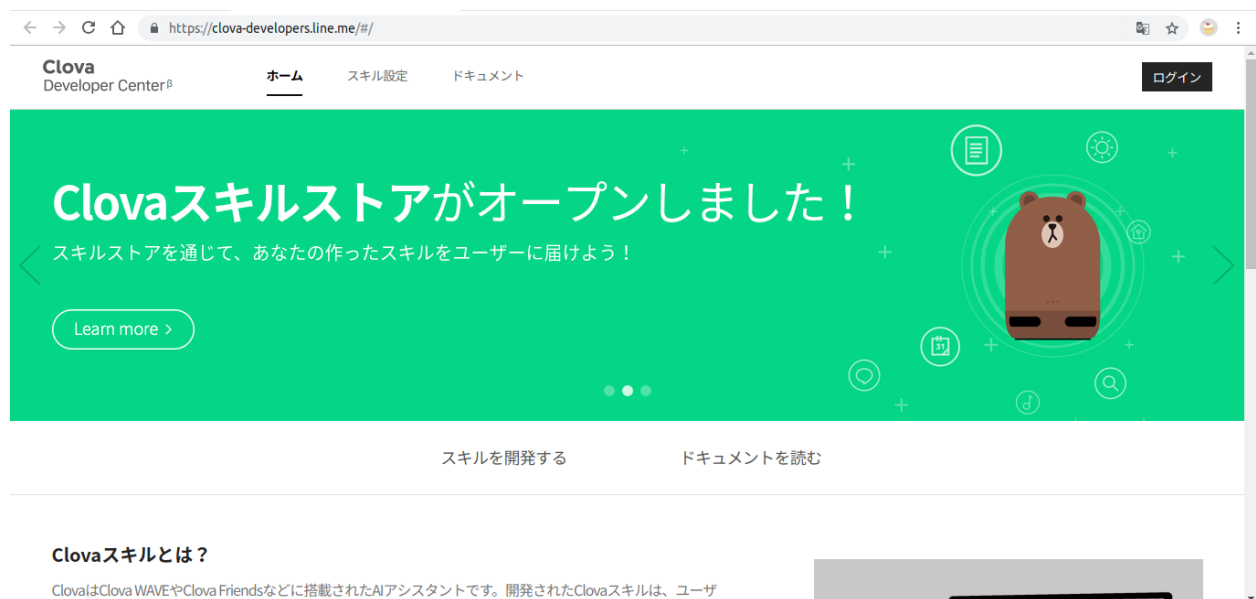 https://clova-developers.line.me/#/
Clova
Developer Centerβ
ホーム
スキル設定
ドキュメント
ログイン
Clovaスキルストアがオープンしました！
スキルストアを通じて、あなたの作ったスキルをユーザーに届けよう！
Learn more >
31
スキルを開発する
ドキュメントを読む
Clovaスキルとは？
ClovaはClova WAVEやClova Friendsなどに搭載されたAIアシスタントです。開発されたClovaスキルは、ユーザ